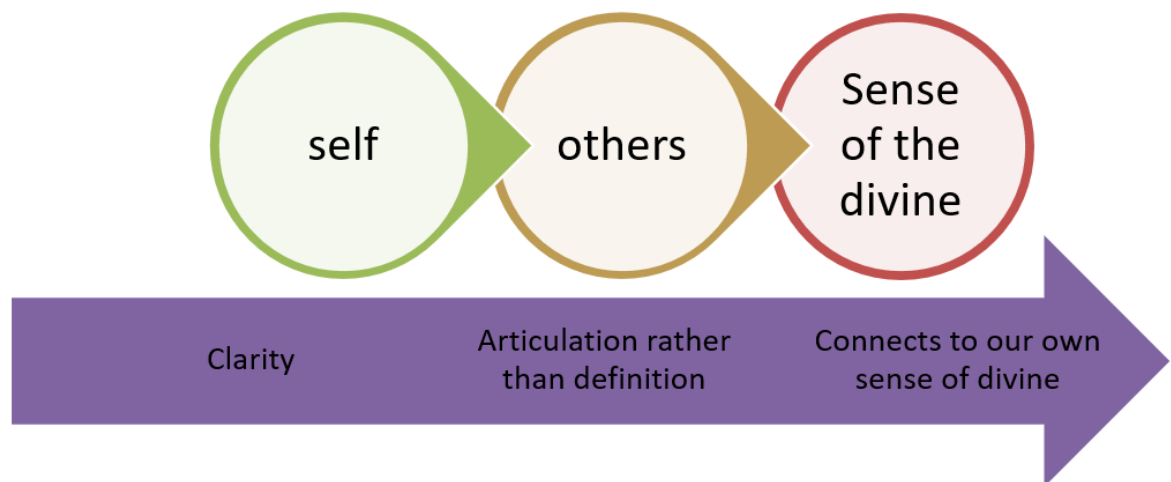 self
others
Sense
of the
divine
Clarity
Articulation rather
than definition
Connects to our own
sense of divine